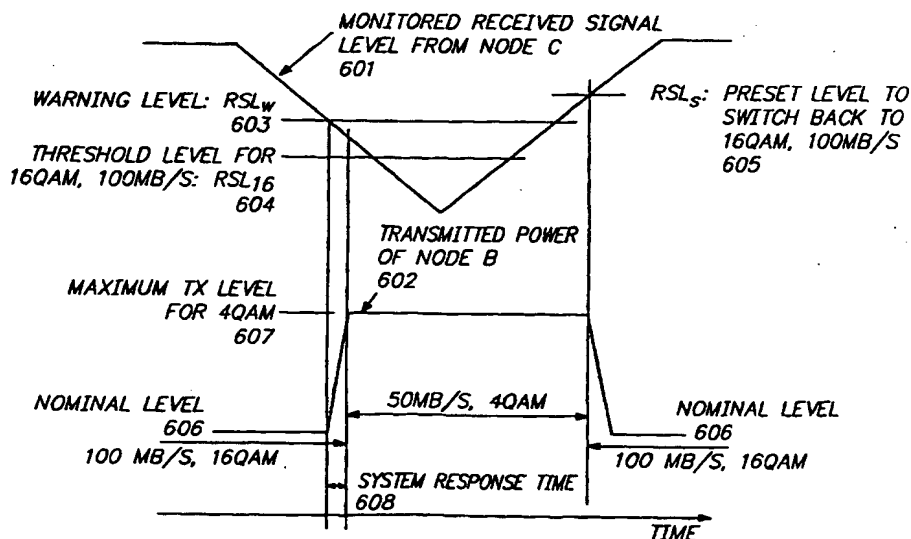 MONITORED RECEIVED SIGNAL
LEVEL FROM NODE C
601
WARNING LEVEL: RSLw
603
RSLs: PRESET LEVEL TO
SWITCH BACK TO
16QAM, 100MB/S
605
THRESHOLD LEVEL FOR
16QAM, 100MB/S: RSL16
604
TRANSMITTED POWER
OF NODE B
602
MAXIMUM TX LEVEL
FOR 4QAM
607
NOMINAL LEVEL
606
50MB/S, 4QAM
NOMINAL LEVEL
606
100 MB/S, 16QAM
100 MB/S, 16QAM
SYSTEM RESPONSE TIME
608
TIME